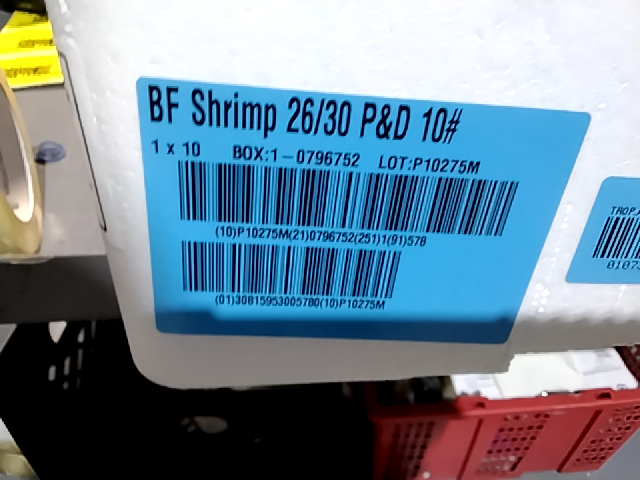 BF Shrimp 26/30 P&D 10#
1 x 10 BOX:1-0796752 LOT:P10275M
(10)P10275M(21)0796752(251)1(91)578
(01)30815953005780(10)P10275M
TROP